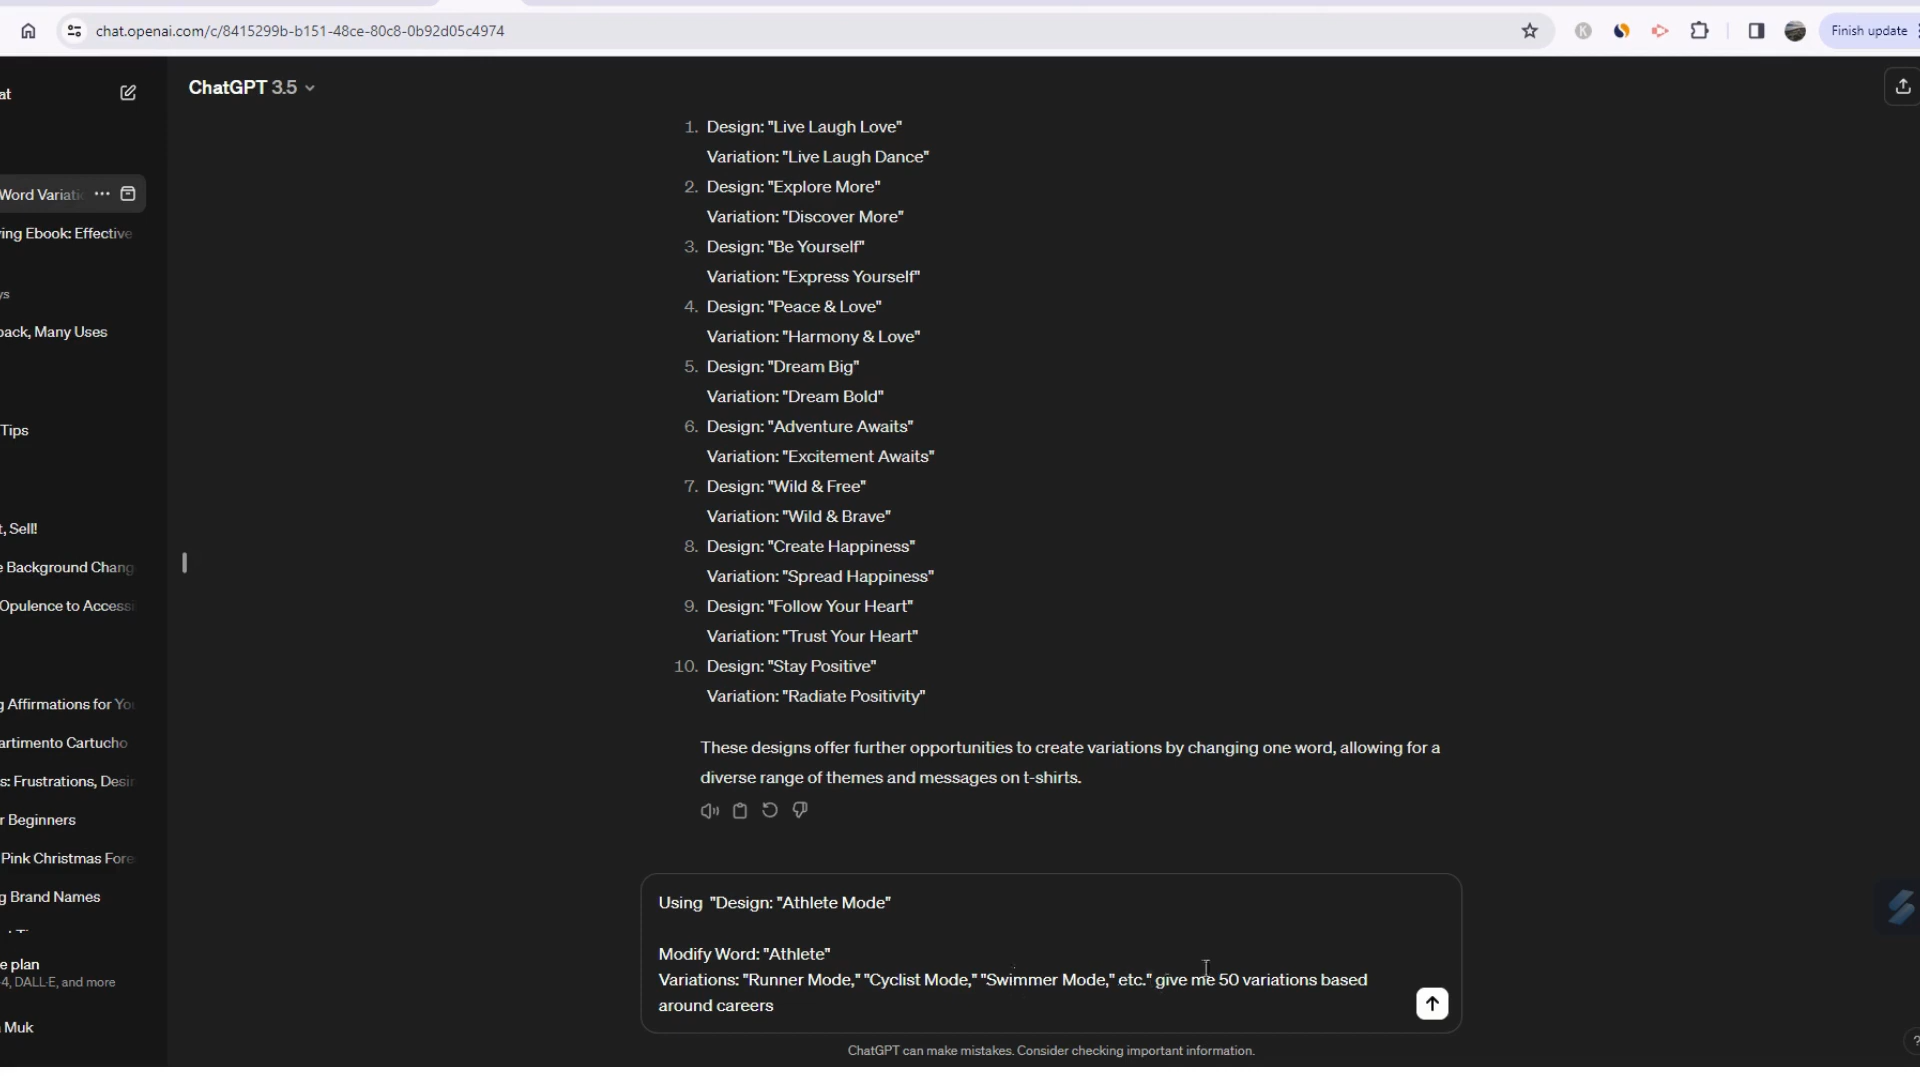 chat.openai.com/c/8415299b-b151-48ce-80c8-0b92d05c4974
Finish update
at
ChatGPT 3.5
Word Variatio
ing Ebook: Effective
ys
oack, Many Uses
Tips
t, Sell!
e Background Chang
Opulence to Accessi
g Affirmations for You
artimento Cartucho
s: Frustrations, Desir
r Beginners
Pink Christmas Fore
g Brand Names
e plan
-4, DALL·E, and more
Muk
1. Design: "Live Laugh Love"
Variation: "Live Laugh Dance"
2. Design: "Explore More"
Variation: "Discover More"
3. Design: "Be Yourself"
Variation: "Express Yourself"
4. Design: "Peace & Love"
Variation: "Harmony & Love"
5. Design: "Dream Big"
Variation: "Dream Bold"
6. Design: "Adventure Awaits"
Variation: "Excitement Awaits"
7. Design: "Wild & Free"
Variation: "Wild & Brave"
8. Design: "Create Happiness"
Variation: "Spread Happiness"
9. Design: "Follow Your Heart"
Variation: "Trust Your Heart"
10. Design: "Stay Positive"
Variation: "Radiate Positivity"
These designs offer further opportunities to create variations by changing one word, allowing for a
diverse range of themes and messages on t-shirts.
Using "Design: "Athlete Mode"
Modify Word: "Athlete"
Variations: "Runner Mode," "Cyclist Mode," "Swimmer Mode," etc." give me 50 variations based
around careers
ChatGPT can make mistakes. Consider checking important information.
?